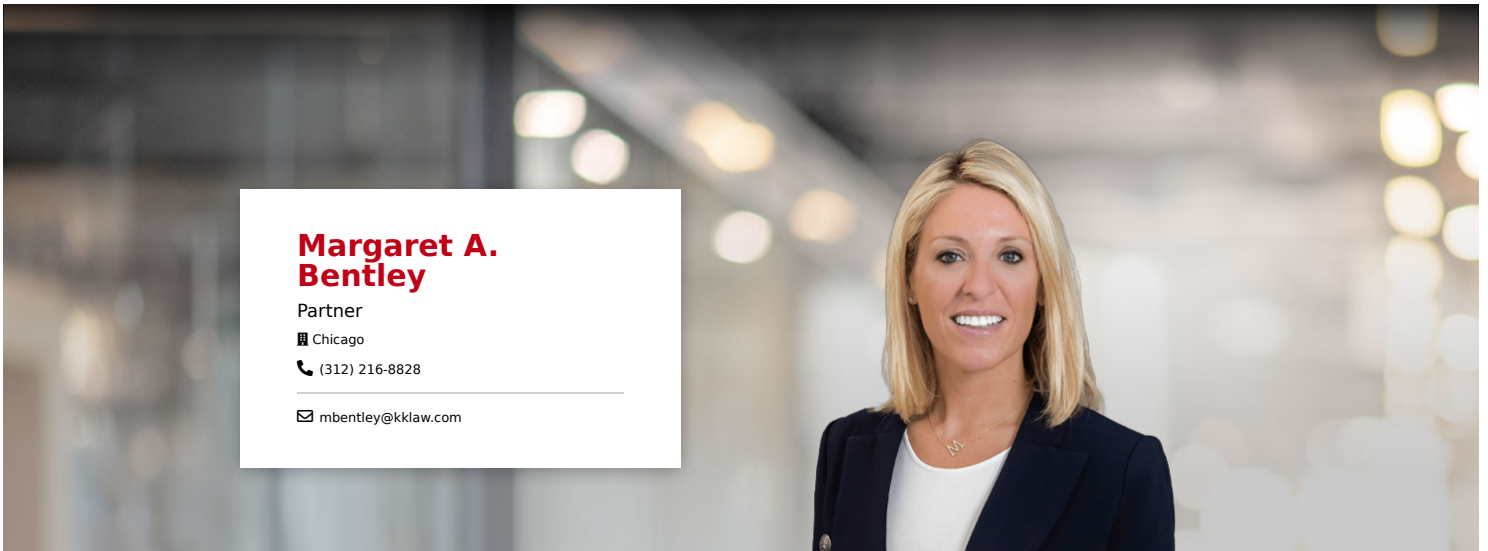 Margaret A.
Bentley
Partner
Chicago
(312) 216-8828
mbentley@kklaw.com
M